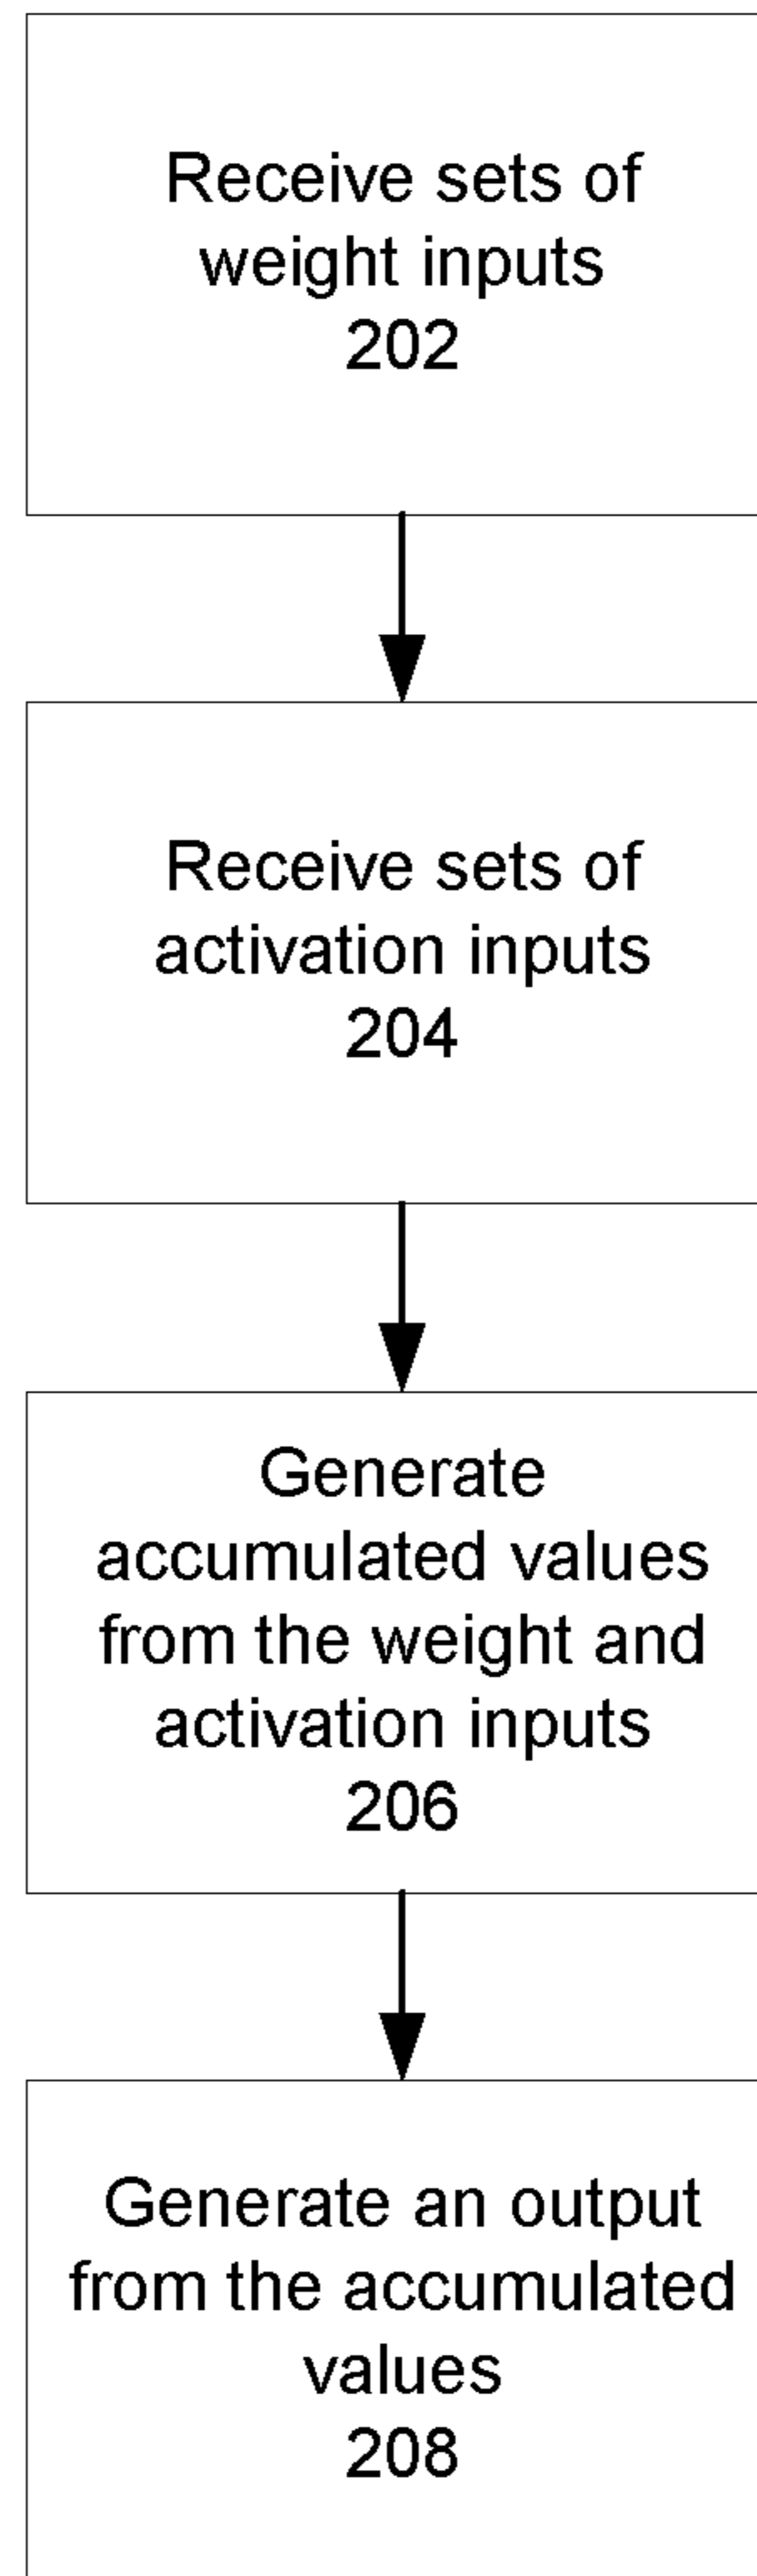 Receive sets of
weight inputs
202
Receive sets of
activation inputs
204
Generate
accumulated values
from the weight and
activation inputs
206
Generate an output
from the accumulated
values
208